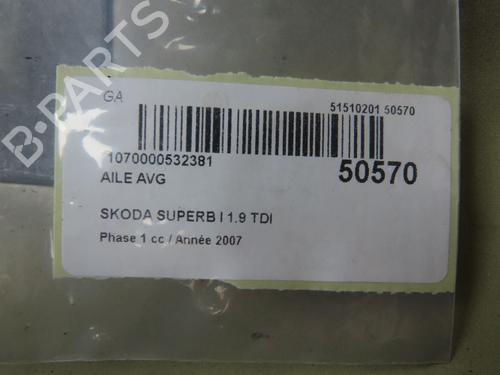 GA
51510201 50570
1070000532381
50570
AILE AVG
SKODA SUPERB I 1.9 TDI
Phase 1 cc / Année 2007
B-PARTS